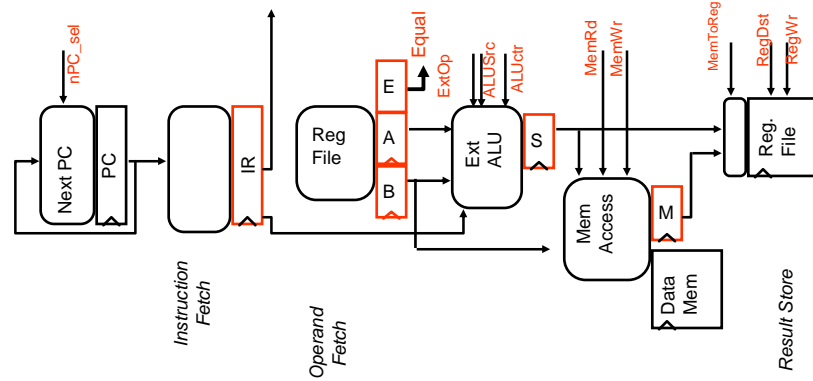 nPC_sel
Next PC
PC
Instruction
Fetch
IR
Operand
Fetch
Reg
File
E
A
B
Equal
ExtOp
ALUSrc
ALUctr
Ext
ALU
S
MemRd
MemWr
Mem
Access
M
Data
Mem
MemToReg
RegDst
RegWr
Reg.
File
Result Store